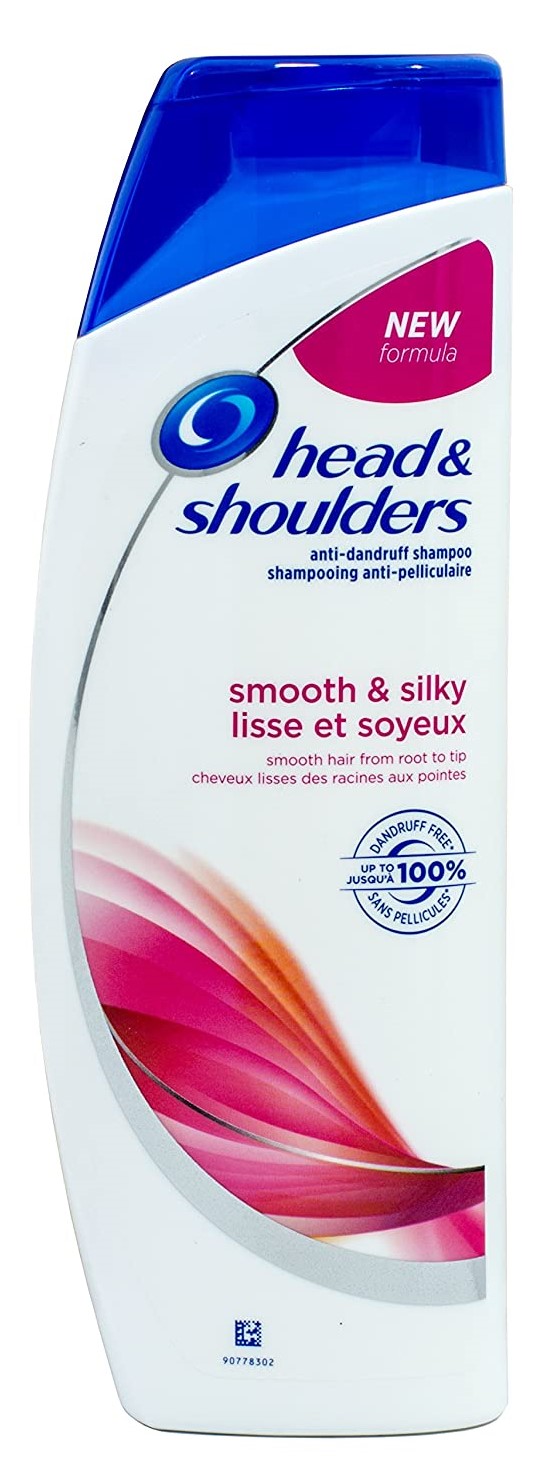 NEW
formula
head &
shoulders
anti-dandruff shampoo
shampooing anti-pelliculaire
smooth & silky
lisse et soyeux
smooth hair from root to tip
cheveux lisses des racines aux pointes
DANDRUFF FREE*
UP TO
JUSQU'À 100%
SANS PELLICULES*
90778302